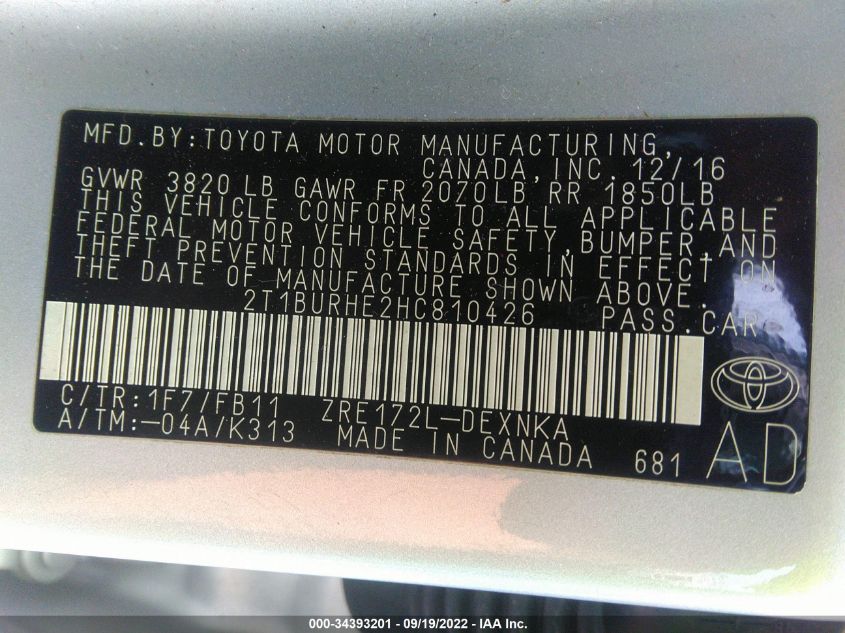 MFD.BY:TOYOTA MOTOR MANUFACTURING,
CANADA,INC. 12/16
GVWR 3820 LB GAWR FR 2070LB RR 1850LB
THIS VEHICLE CONFORMS TO ALL APPLICABLE
FEDERAL MOTOR VEHICLE SAFETY,BUMPER,AND
THEFT PREVENTION STANDARDS IN EFFECT ON
THE DATE OF MANUFACTURE SHOWN ABOVE.
2T1BURHE2HC810426 PASS.CAR
C/TR:1F7/FB11 ZRE172L-DEXNKA
A/TM:-04A/K313 MADE IN CANADA 681 AD
000-34393201 - 09/19/2022 - IAA Inc.